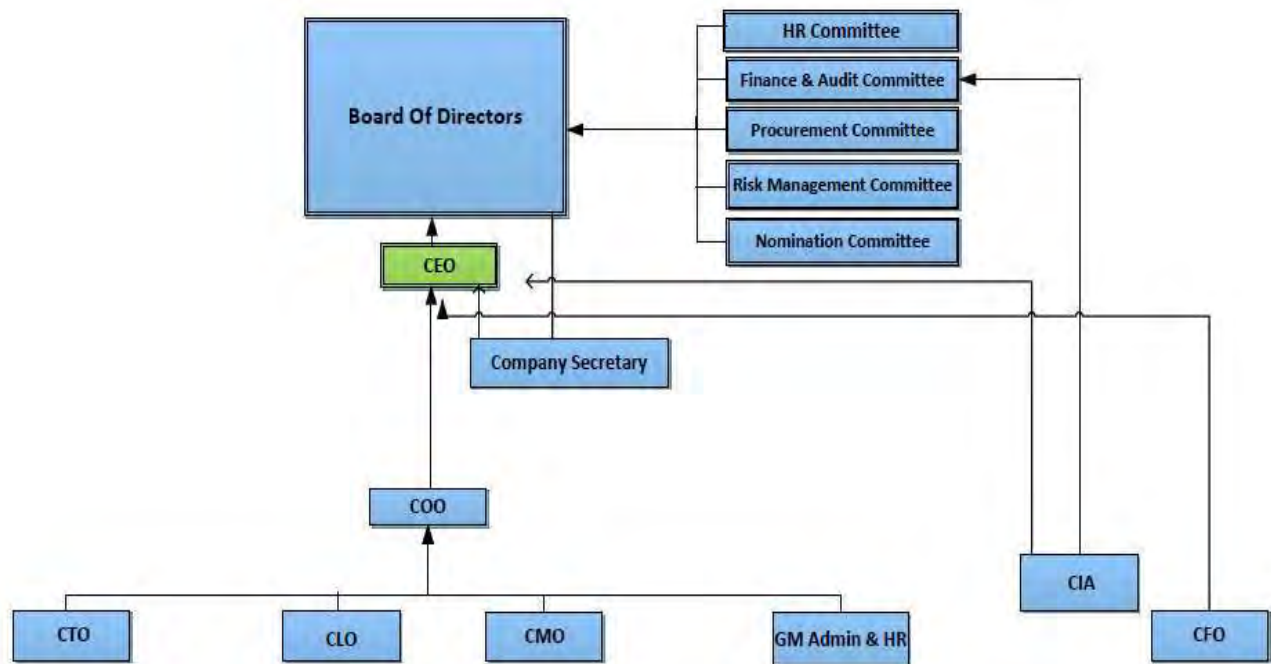 HR Committee
Finance & Audit Committee
Board Of Directors
Procurement Committee
Risk Management Committee
Nomination Committee
CEO
Company Secretary
COO
CIA
CTO
CLO
CMO
GM Admin & HR
CFO